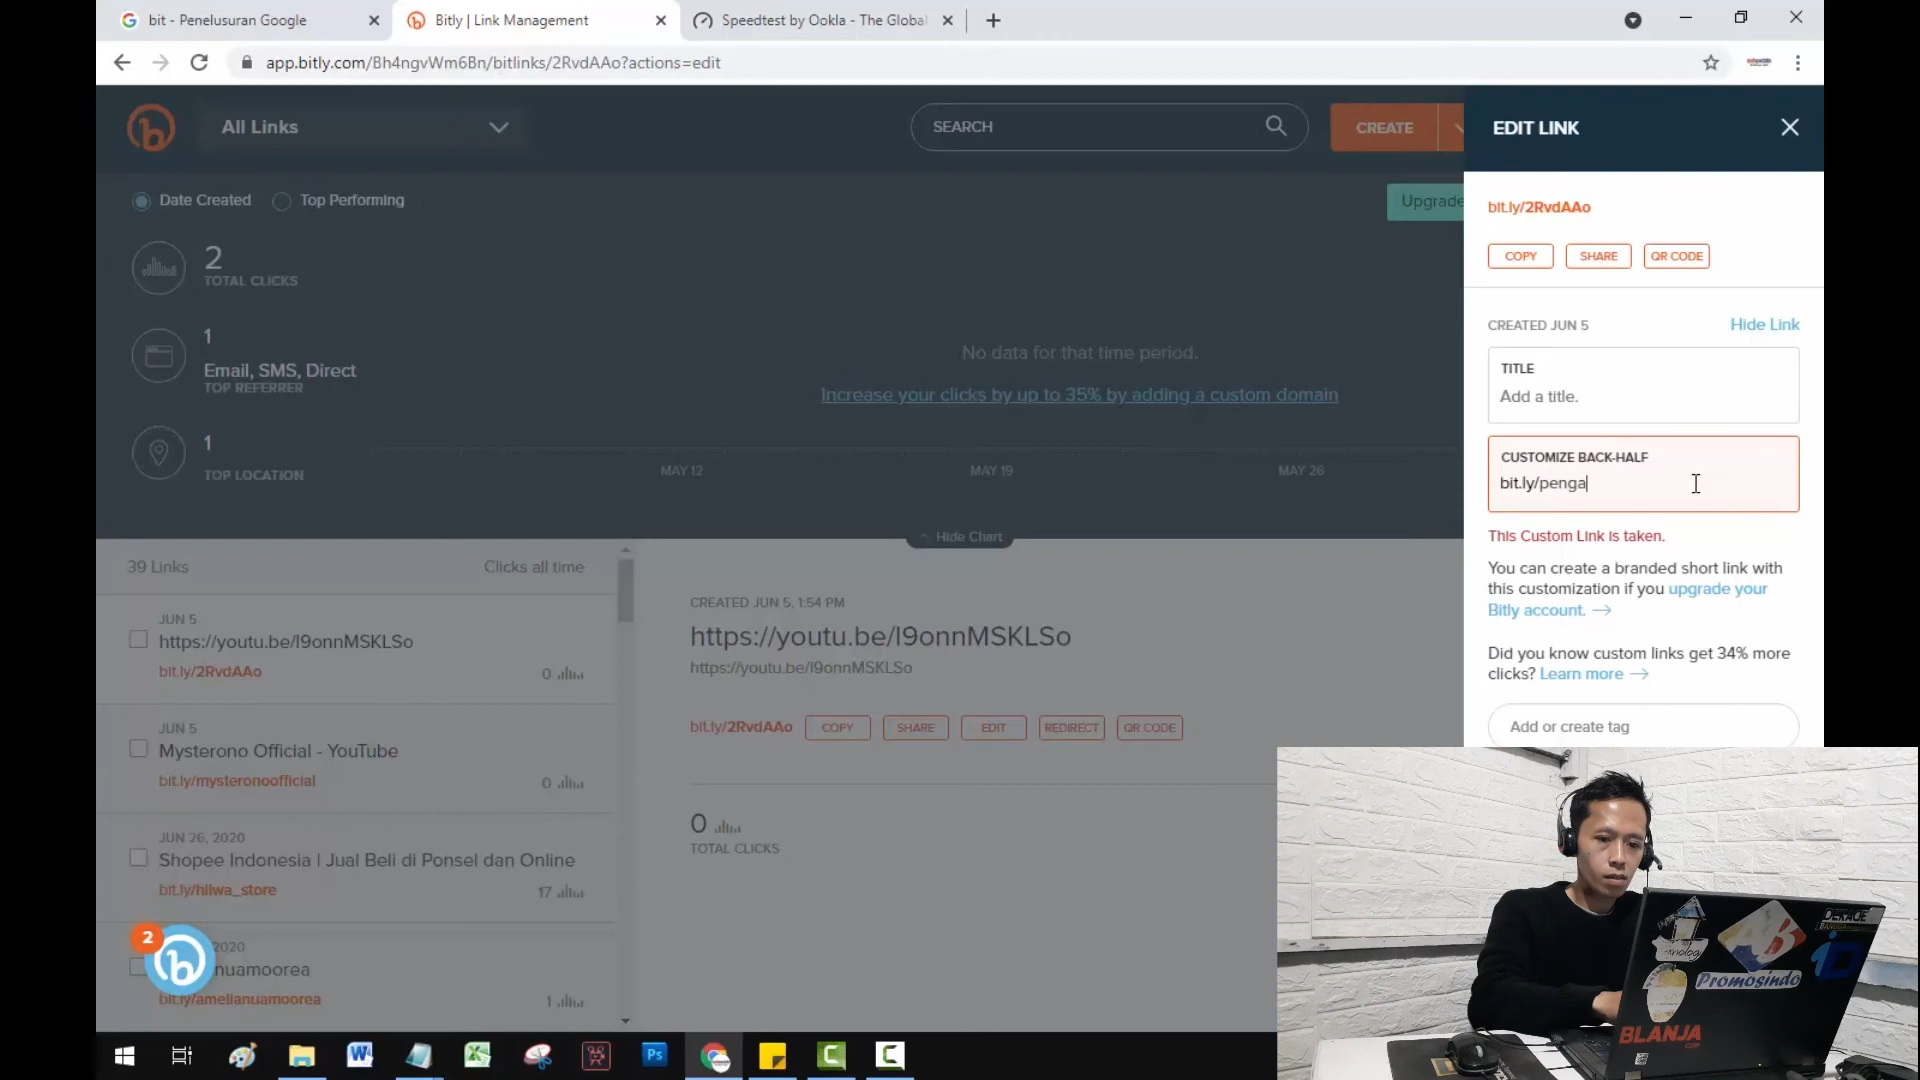 bit - Penelusuran Google
Bitly | Link Management
Speedtest by Ookla - The Global
app.bitly.com/Bh4ngvWm6Bn/bitlinks/2RvdAAo?actions=edit
All Links
SEARCH
CREATE
EDIT LINK
Date Created
Top Performing
Upgrade
bit.ly/2RvdAAo
COPY
SHARE
QR CODE
2
TOTAL CLICKS
CREATED JUN 5
Hide Link
1
Email, SMS, Direct
TOP REFERRER
No data for that time period.
Increase your clicks by up to 35% by adding a custom domain
TITLE
Add a title.
1
TOP LOCATION
MAY 12
MAY 19
MAY 26
CUSTOMIZE BACK-HALF
bit.ly/penga
This Custom Link is taken.
You can create a branded short link with
this customization if you upgrade your
Bitly account.
Did you know custom links get 34% more
clicks? Learn more
Add or create tag
Hide Chart
39 Links
Clicks all time
JUN 5
https://youtu.be/l9onnMSKLSo
bit.ly/2RvdAAo
0
JUN 5
Mysterono Official - YouTube
bit.ly/mysteronoofficial
0
JUN 26, 2020
Shopee Indonesia | Jual Beli di Ponsel dan Online
bit.ly/hilwa_store
17
2020
nuamoorea
bit.ly/amelianuamoorea
1
2
CREATED JUN 5, 1:54 PM
https://youtu.be/l9onnMSKLSo
https://youtu.be/l9onnMSKLSo
bit.ly/2RvdAAo
COPY
SHARE
EDIT
REDIRECT
QR CODE
0
TOTAL CLICKS
Ps
Promosindo
BLANJA
.COM